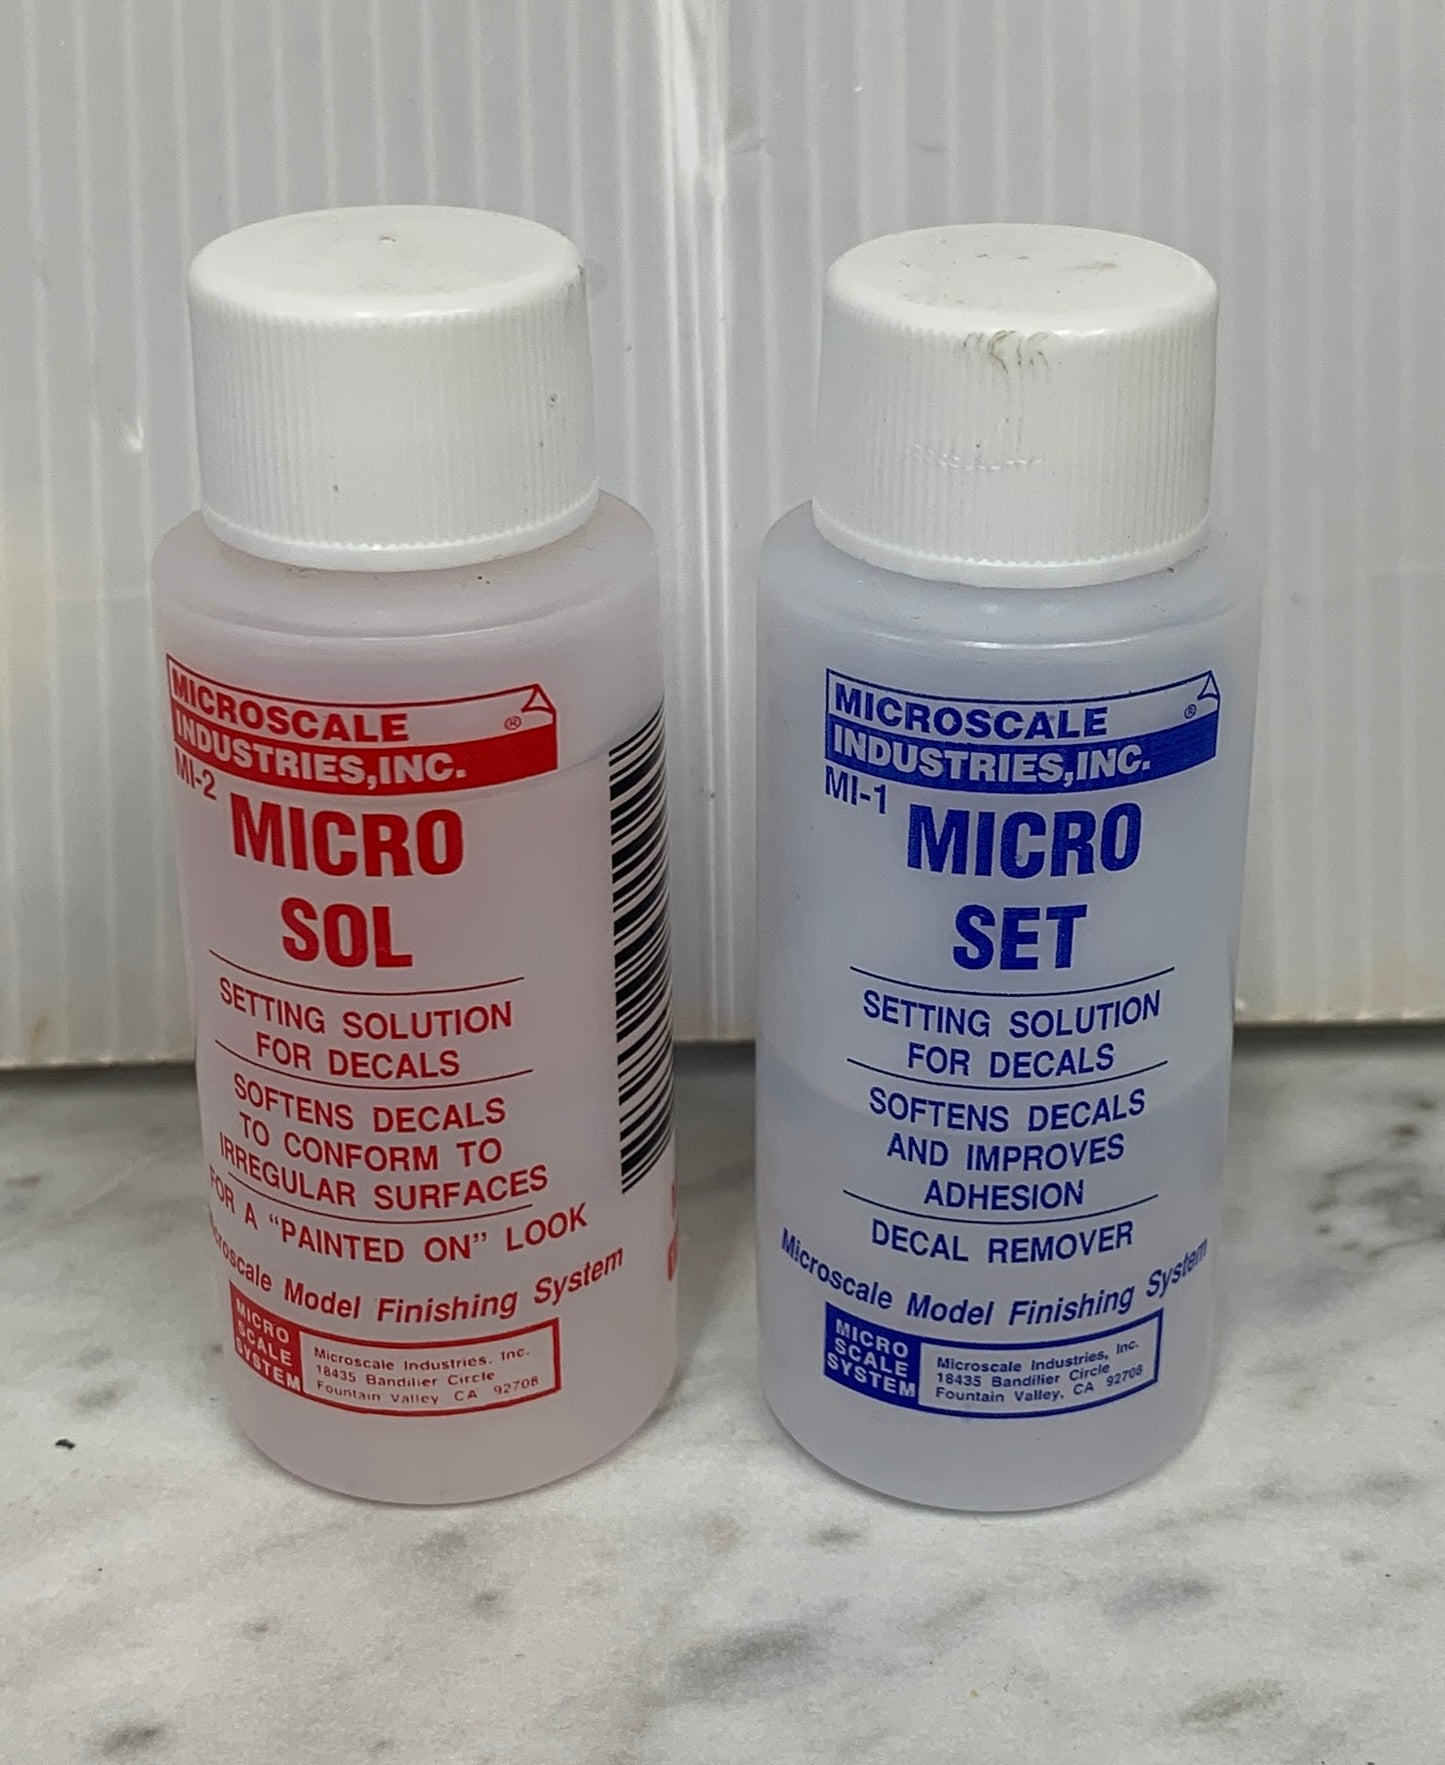 MICROSCALE
INDUSTRIES, INC.
®
MI-2
MICRO
SOL
SETTING SOLUTION
FOR DECALS
SOFTENS DECALS
TO CONFORM TO
IRREGULAR SURFACES
FOR A “PAINTED ON” LOOK
Microscale Model Finishing System
MICRO
SCALE
SYSTEM
Microscale Industries, Inc.
18435 Bandilier Circle
Fountain Valley CA 92708
MICROSCALE
INDUSTRIES, INC.
®
MI-1
MICRO
SET
SETTING SOLUTION
FOR DECALS
SOFTENS DECALS
AND IMPROVES
ADHESION
DECAL REMOVER
Microscale Model Finishing System
MICRO
SCALE
SYSTEM
Microscale Industries, Inc.
18435 Bandilier Circle
Fountain Valley, CA 92708